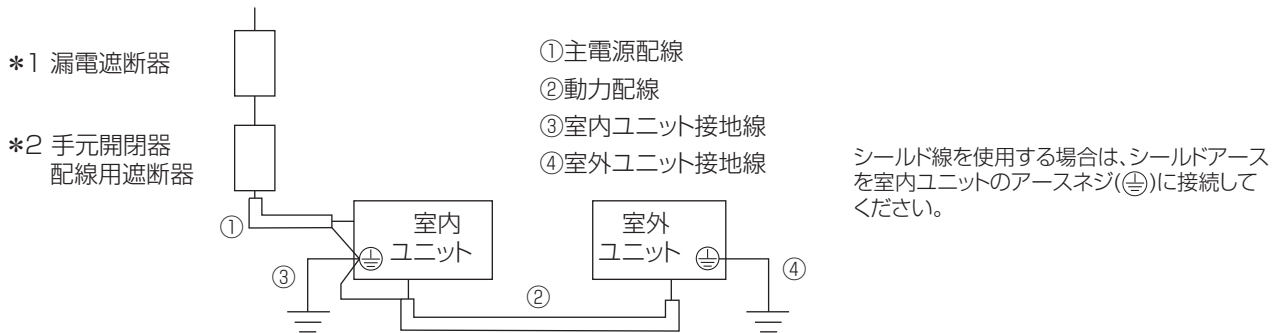 *1 漏電遮断器
*2 手元開閉器
配線用遮断器
①主電源配線
②動力配線
③室内ユニット接地線
④室外ユニット接地線
シールド線を使用する場合は、シールドアース
を室内ユニットのアースネジ(⏚)に接続して
ください。
①
室内
ユニット
室外
ユニット
③
②
④